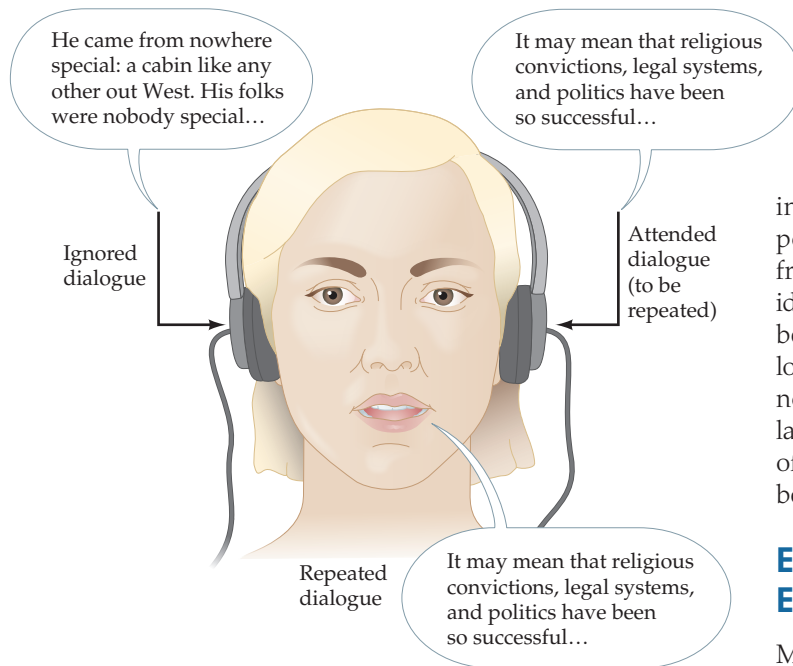 He came from nowhere
special: a cabin like any
other out West. His folks
were nobody special…
It may mean that religious
convictions, legal systems,
and politics have been
so successful…
Ignored
dialogue
Attended
dialogue
(to be
repeated)
Repeated
dialogue
It may mean that religious
convictions, legal systems,
and politics have been
so successful…